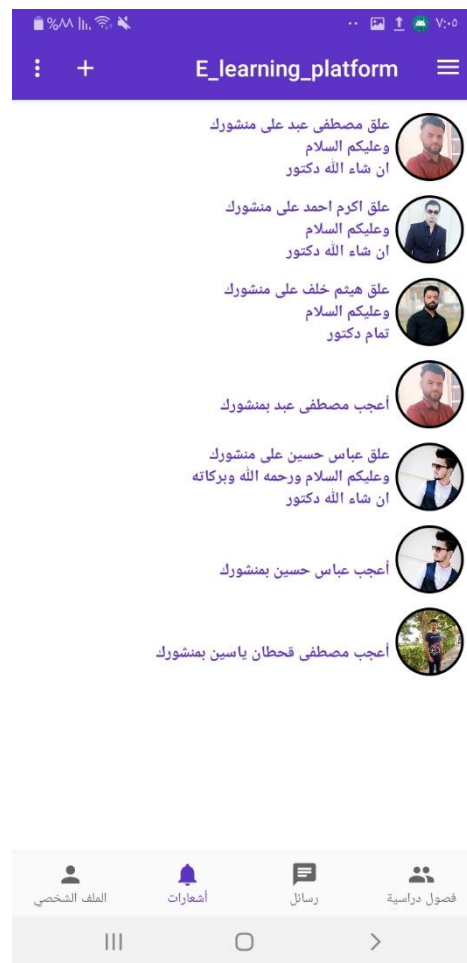 ٧:٠٥
%٨٨
E_learning_platform
علق مصطفى عبد على منشورك
وعليكم السلام
ان شاء الله دكتور
علق اكرم احمد على منشورك
وعليكم السلام
ان شاء الله دكتور
علق هيثم خلف على منشورك
وعليكم السلام
تمام دكتور
أعجب مصطفى عبد بمنشورك
علق عباس حسين على منشورك
وعليكم السلام ورحمه الله وبركاته
ان شاء الله دكتور
أعجب عباس حسين بمنشورك
أعجب مصطفى قحطان ياسين بمنشورك
فصول دراسية
رسائل
أشعارات
الملف الشخصي